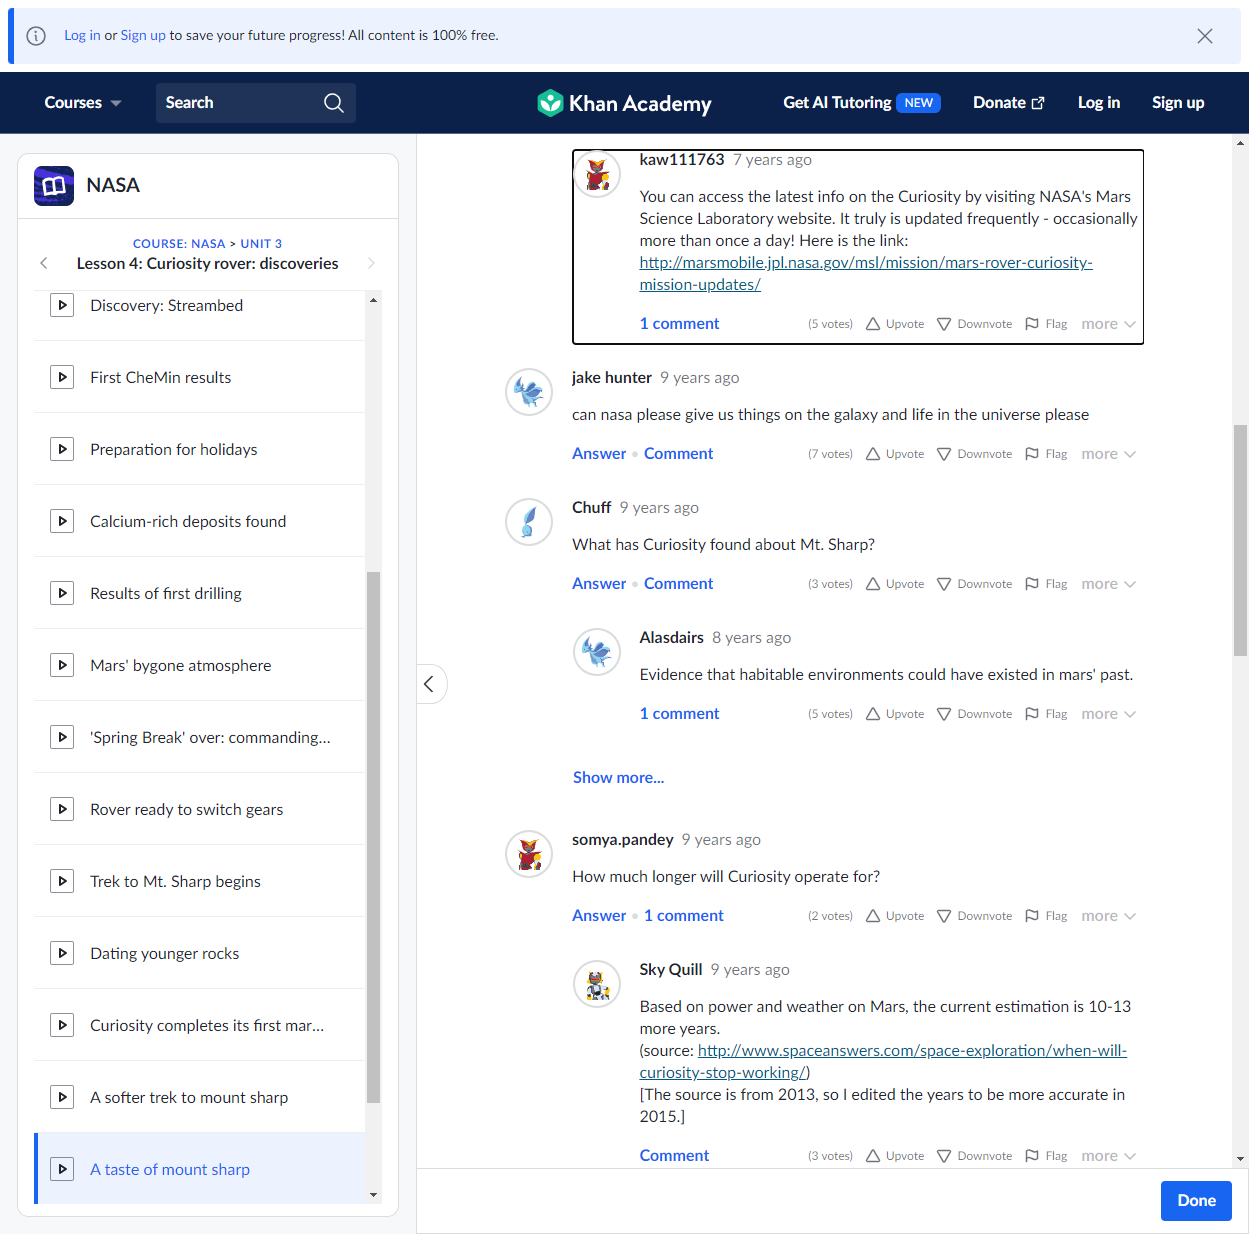 Log in or Sign up to save your future progress! All content is 100% free.
Courses
Search
Khan Academy
Get AI Tutoring NEW
Donate
Log in
Sign up
NASA
COURSE: NASA > UNIT 3
Lesson 4: Curiosity rover: discoveries
Discovery: Streambed
First CheMin results
Preparation for holidays
Calcium-rich deposits found
Results of first drilling
Mars' bygone atmosphere
'Spring Break' over: commanding...
Rover ready to switch gears
Trek to Mt. Sharp begins
Dating younger rocks
Curiosity completes its first mar...
A softer trek to mount sharp
A taste of mount sharp
kaw111763 7 years ago
You can access the latest info on the Curiosity by visiting NASA's Mars
Science Laboratory website. It truly is updated frequently - occasionally
more than once a day! Here is the link:
http://marsmobile.jpl.nasa.gov/msl/mission/mars-rover-curiosity-
mission-updates/
1 comment (5 votes) Upvote Downvote Flag more
jake hunter 9 years ago
can nasa please give us things on the galaxy and life in the universe please
Answer • Comment (7 votes) Upvote Downvote Flag more
Chuff 9 years ago
What has Curiosity found about Mt. Sharp?
Answer • Comment (3 votes) Upvote Downvote Flag more
Alasdairs 8 years ago
Evidence that habitable environments could have existed in mars' past.
1 comment (5 votes) Upvote Downvote Flag more
Show more...
somya.pandey 9 years ago
How much longer will Curiosity operate for?
Answer • 1 comment (2 votes) Upvote Downvote Flag more
Sky Quill 9 years ago
Based on power and weather on Mars, the current estimation is 10-13
more years.
(source: http://www.spaceanswers.com/space-exploration/when-will-
curiosity-stop-working/)
[The source is from 2013, so I edited the years to be more accurate in
2015.]
Comment (3 votes) Upvote Downvote Flag more
Done